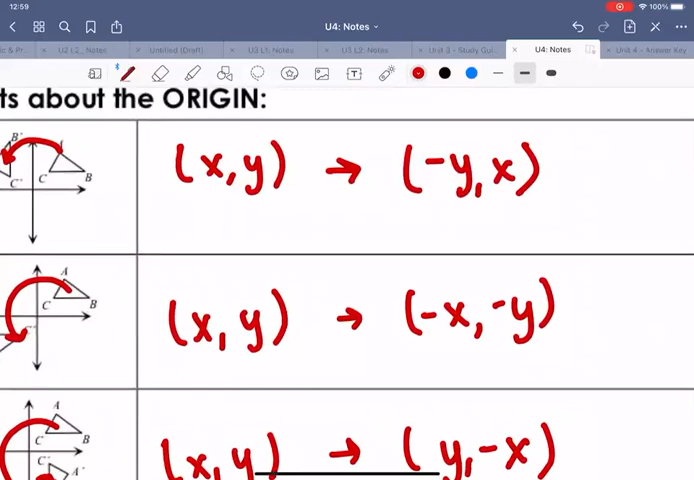 12:59
100%
U4: Notes
c & Pr...
U2 L2_ Notes
Untitled (Draft)
U3 L1: Notes
U3 L2: Notes
Unit 3 - Study Gui...
U4: Notes
Unit 4 - Answer Key
ts about the ORIGIN:
B'
C'
C
B
(x, y) → (-y, x)
A
C
B
(x, y) → (-x, -y)
A
C
B
C'
A'
(x, y) → (y, -x)